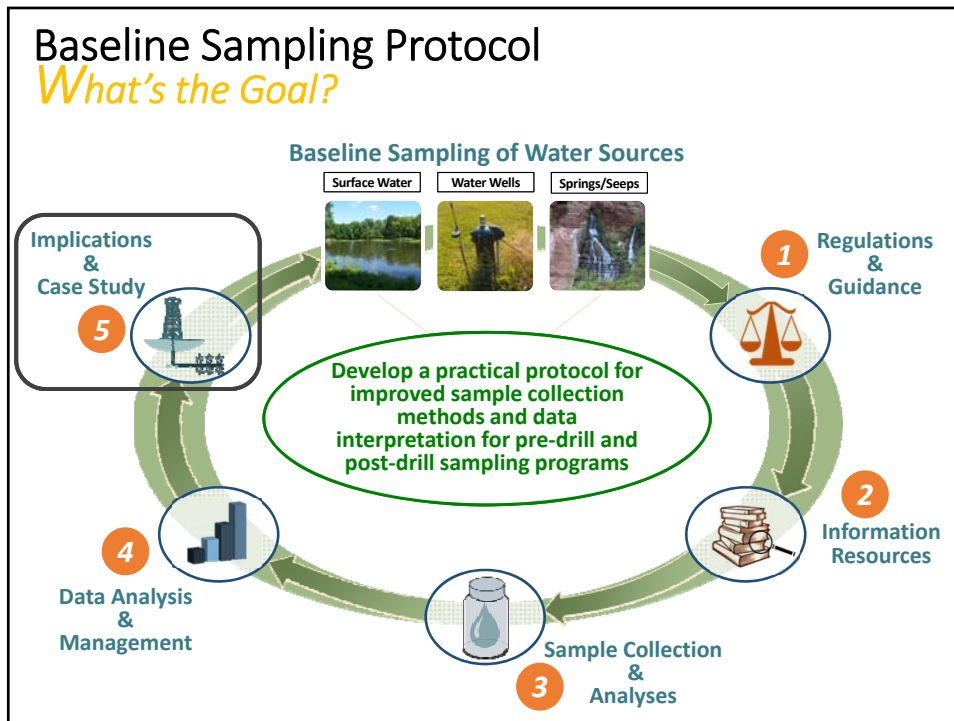 Baseline Sampling Protocol
What's the Goal?
Baseline Sampling of Water Sources
Surface Water
Water Wells
Springs/Seeps
1
Regulations
&
Guidance
2
Information
Resources
3
Sample Collection
&
Analyses
4
Data Analysis
&
Management
Implications
&
Case Study
5
Develop a practical protocol for
improved sample collection
methods and data
interpretation for pre-drill and
post-drill sampling programs